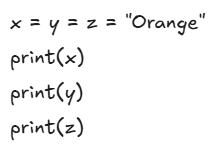 x = y = z = "Orange"
print(x)
print(y)
print(z)